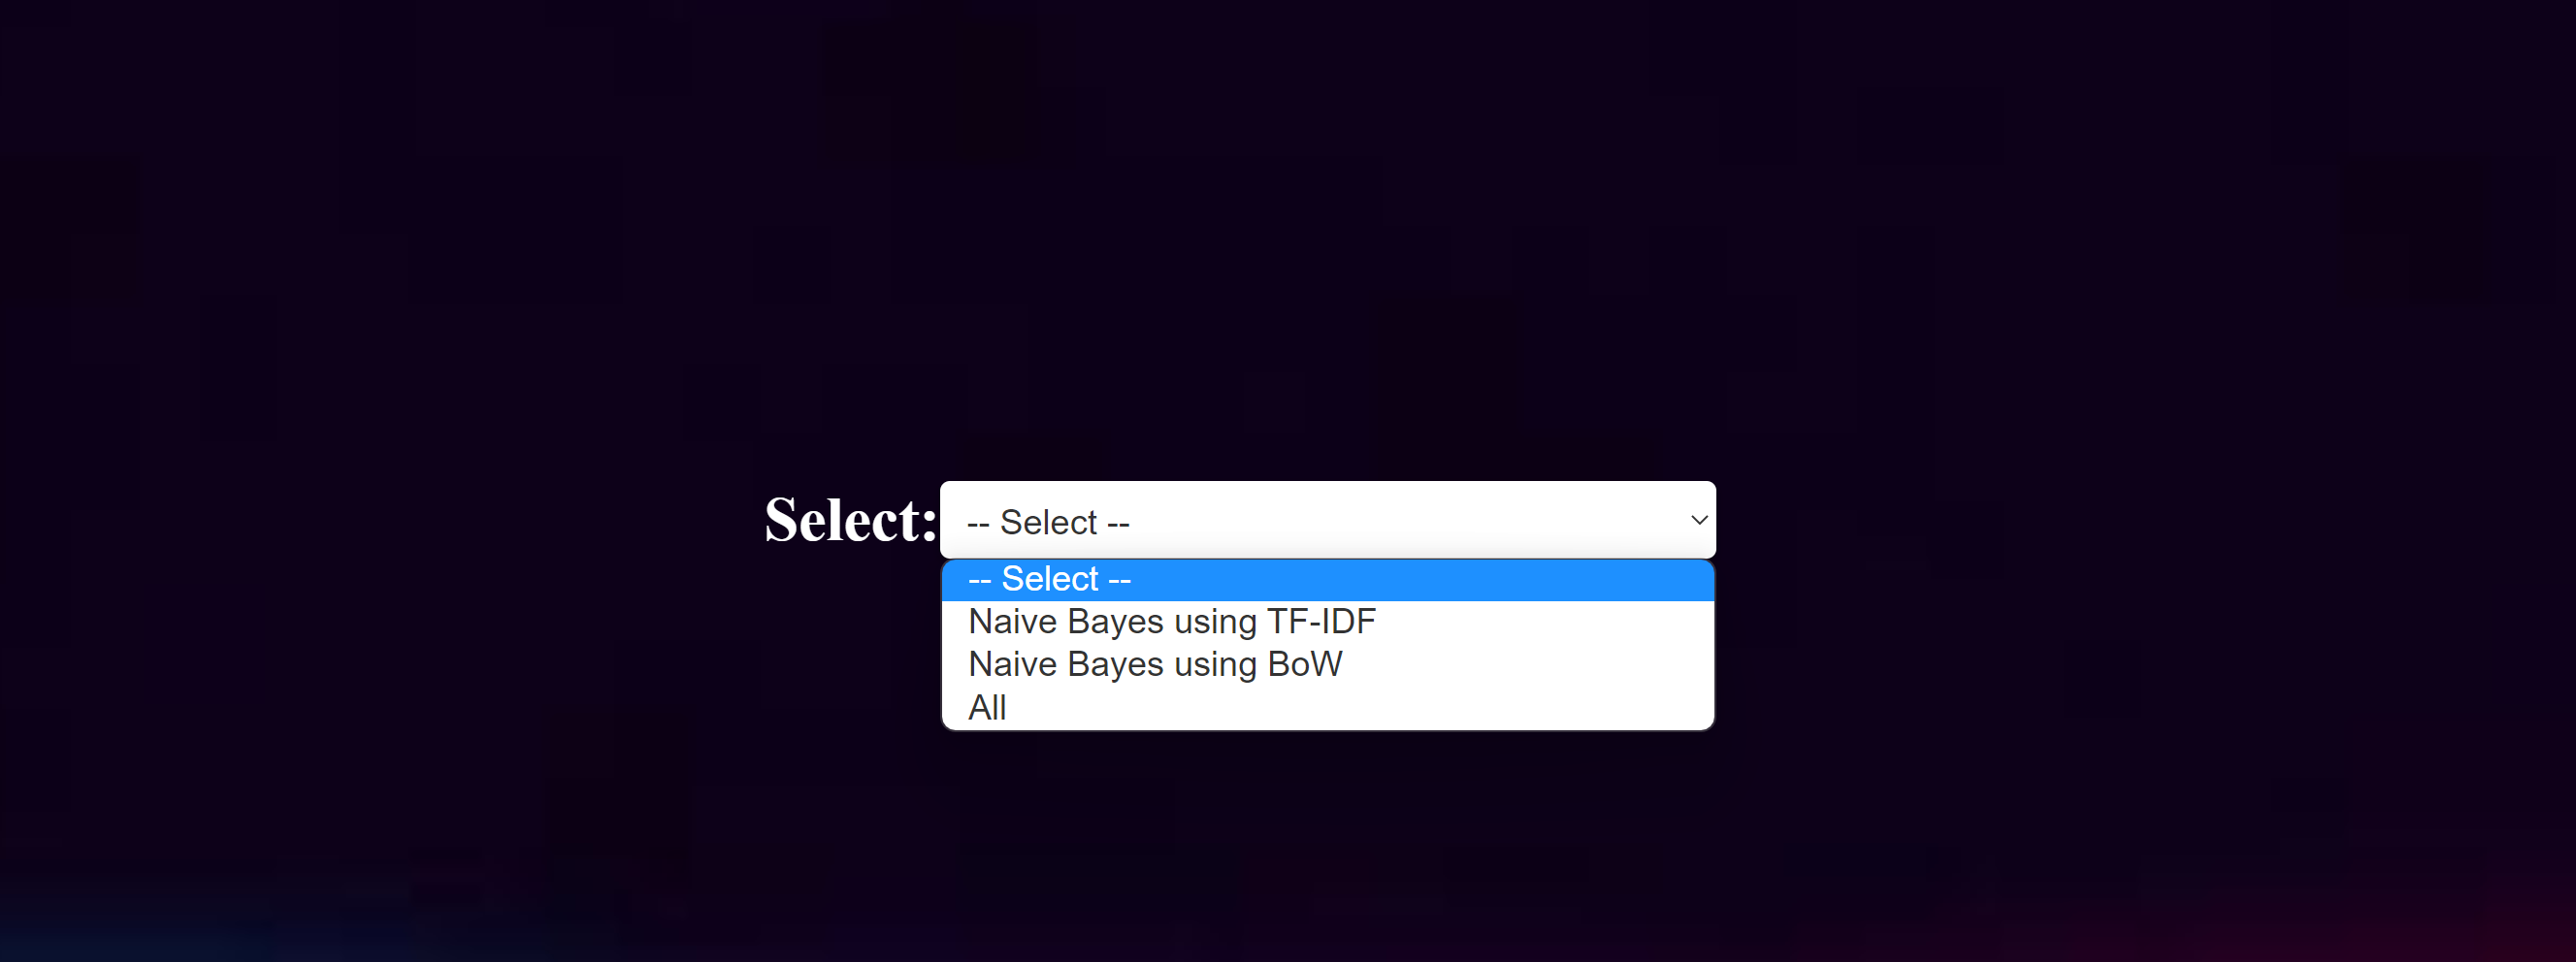 Select: -- Select --
-- Select --
Naive Bayes using TF-IDF
Naive Bayes using BoW
All